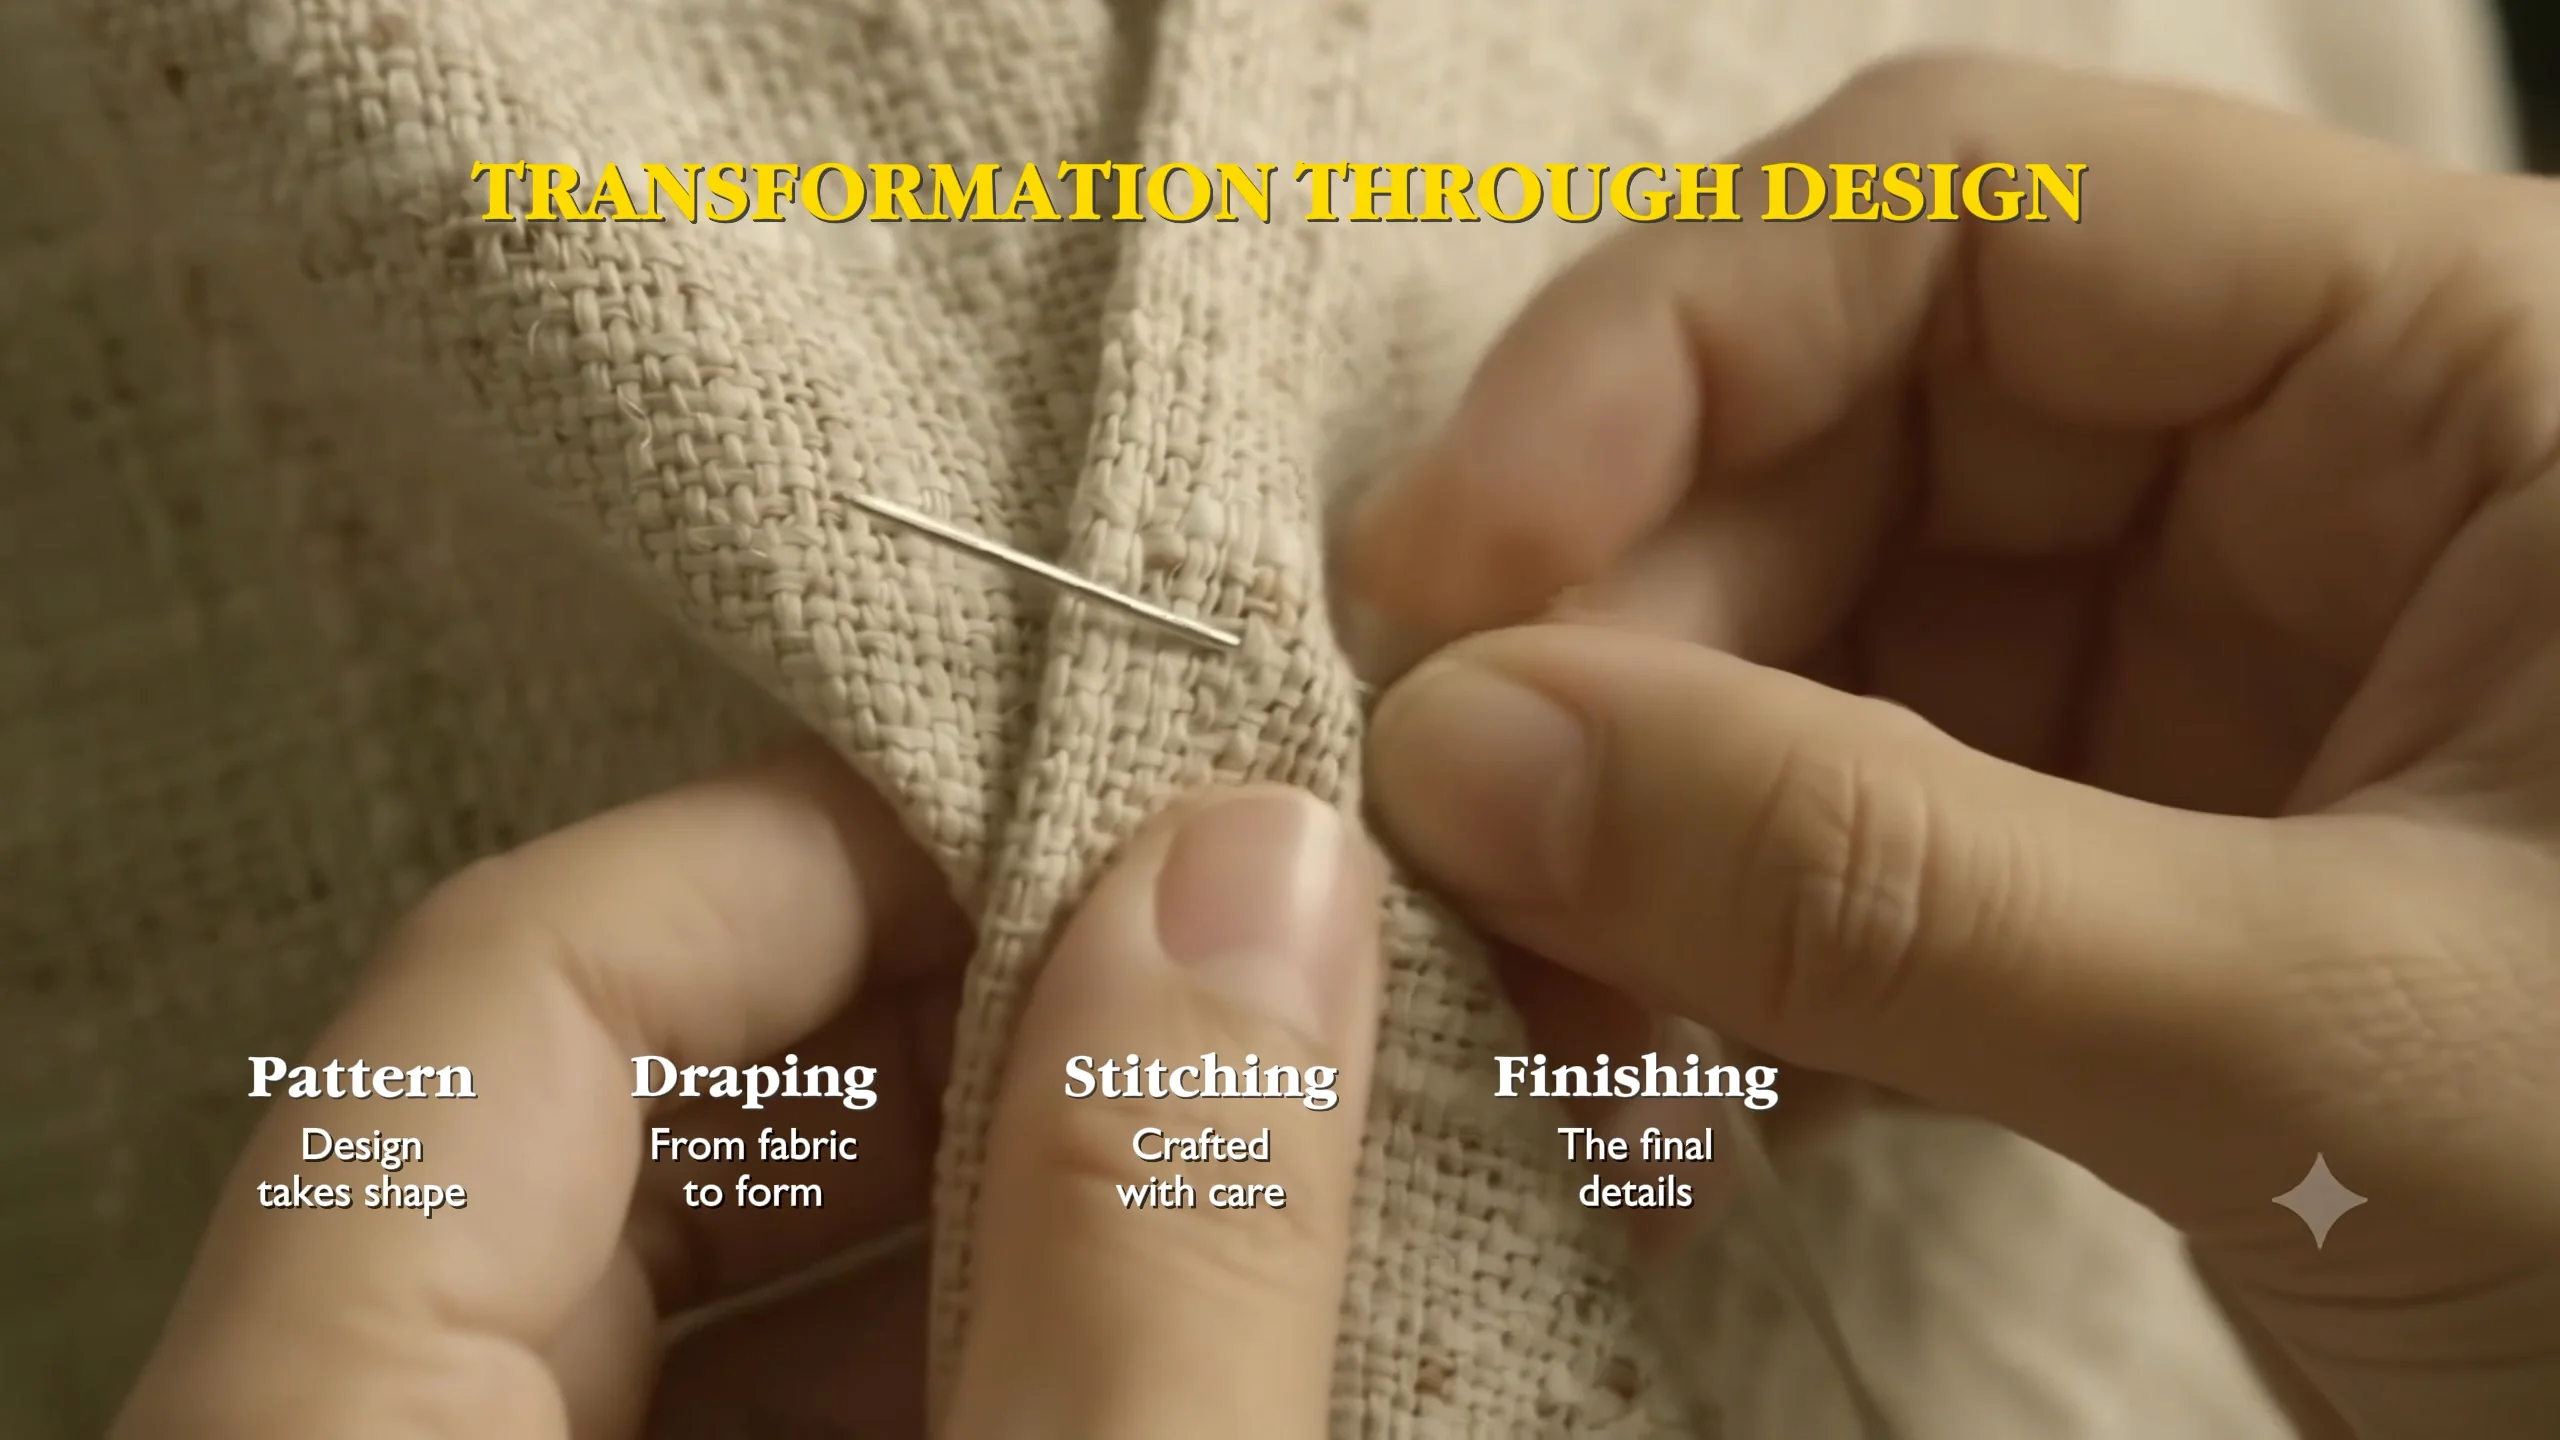 TRANSFORMATION THROUGH DESIGN
Pattern
Design
takes shape
Draping
From fabric
to form
Stitching
Crafted
with care
Finishing
The final
details